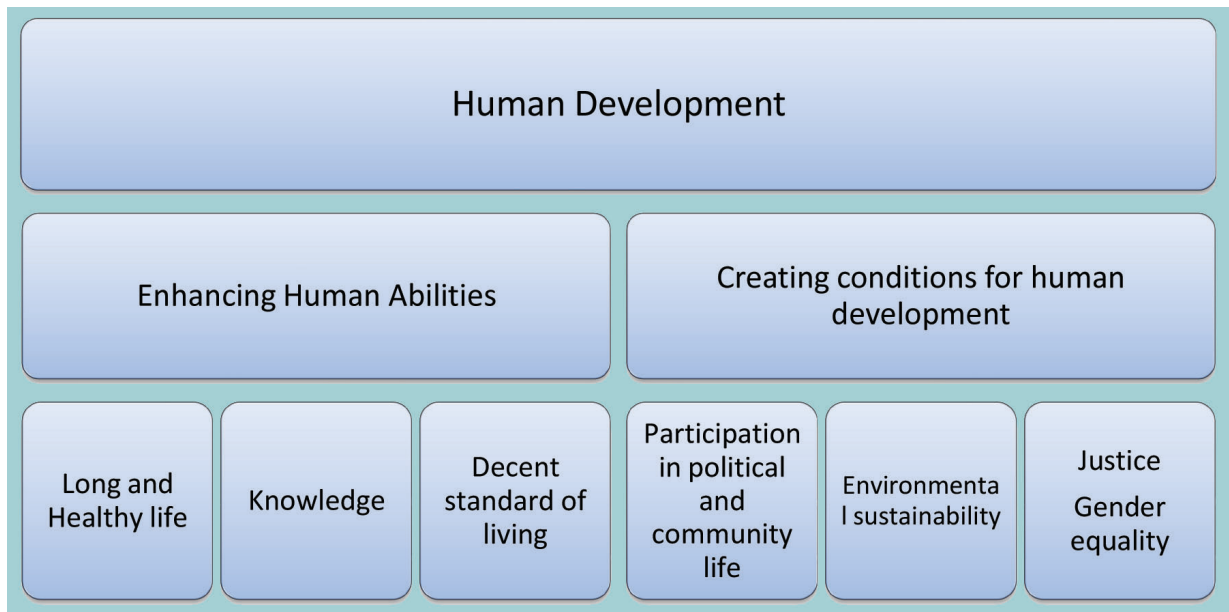 Human Development
Enhancing Human Abilities
Creating conditions for human
development
Long and
Healthy life
Knowledge
Decent
standard of
living
Participation
in political
and
community
life
Environmenta
l sustainability
Justice
Gender
equality